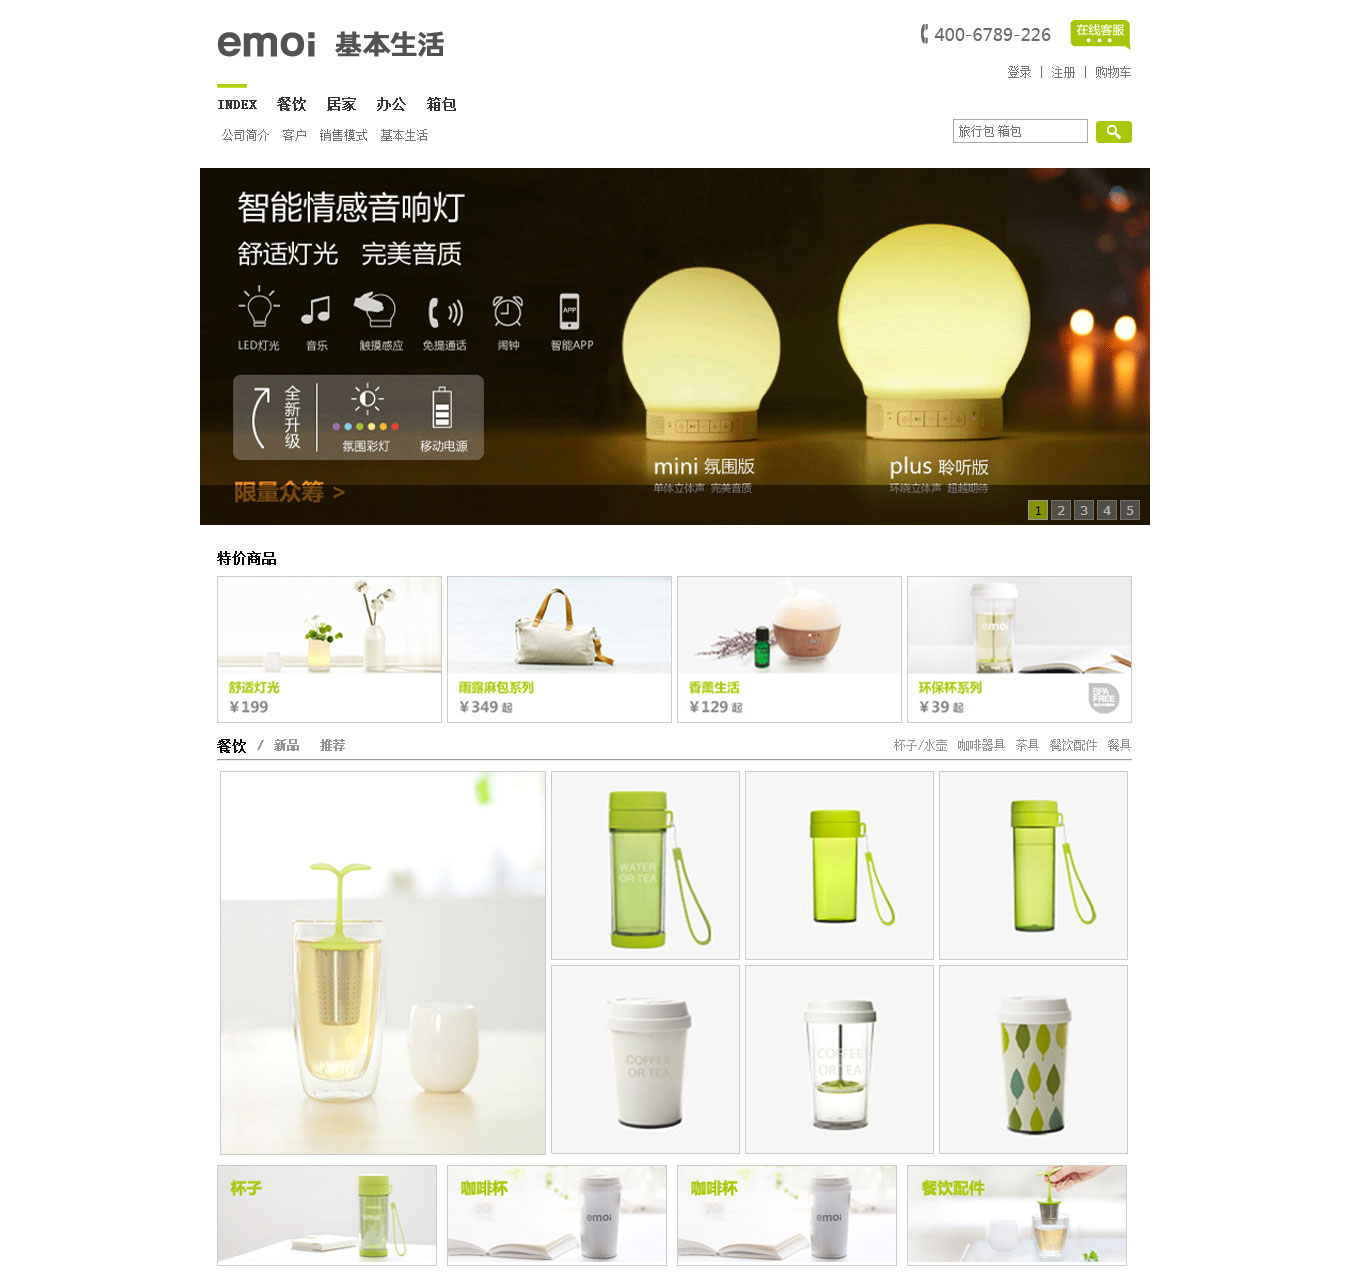 emoi 基本生活
400-6789-226 在线客服
登录 | 注册 | 购物车
INDEX 餐饮 居家 办公 箱包
公司简介 客户 销售模式 基本生活
旅行包 箱包
智能情感音响灯
舒适灯光 完美音质
LED灯光 音乐 触摸感应 免提通话 闹钟 智能APP
APP
全新升级
氛围彩灯 移动电源
mini 氛围版
单体立体声 完美音质
plus 聆听版
环绕立体声 超越期待
限量众筹 >
1 2 3 4 5
特价商品
emoi
舒适灯光
¥199
雨露麻包系列
¥349 起
香薰生活
¥129 起
环保杯系列
¥39 起
BPA
FREE
餐饮 / 新品 推荐
杯子/水壶 咖啡器具 茶具 餐饮配件 餐具
WATER
OR TEA
COFFEE
OR TEA
COFFEE
OR TEA
杯子
emoi
咖啡杯
emoi
咖啡杯
emoi
餐饮配件